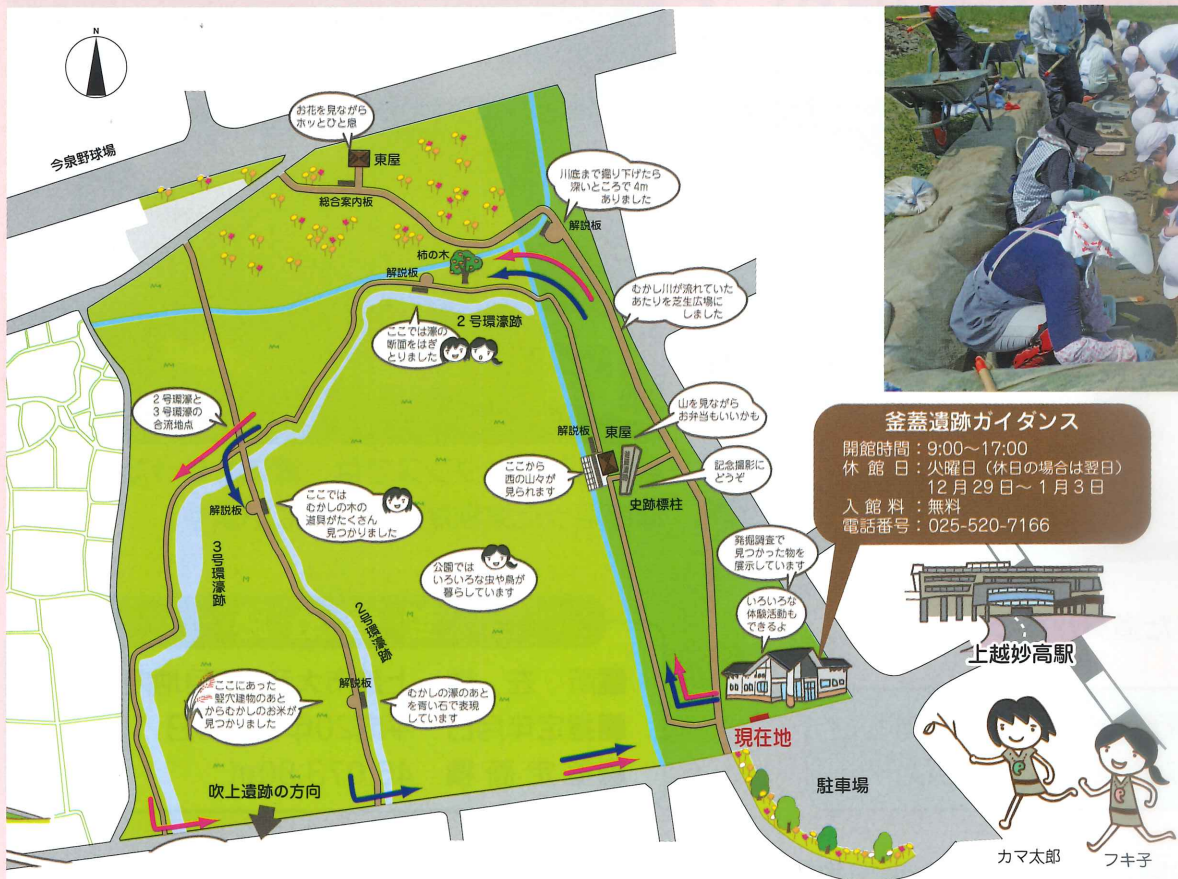 N
お花を見ながら
ホッとひと息
今泉野球場
東屋
総合案内板
川底まで掘り下げたら
深いところで4m
ありました
解説板
柿の木
解説板
むかし川が流れていた
あたりを芝生広場に
しました
2号環濠跡
ここでは濠の
断面をはぎ
とりました
2号環濠と
3号環濠の
合流地点
山を見ながら
お弁当もいいかも
解説板
東屋
ここから
西の山々が
見られます
記念撮影に
どうぞ
史跡標柱
釜蓋遺跡ガイダンス
開館時間：9:00～17:00
休館日：火曜日（休日の場合は翌日）
12月29日～1月3日
入館料：無料
電話番号：025-520-7166
解説板
ここでは
むかしの木の
道具がたくさん
見つかりました
3号環濠跡
公園では
いろいろな虫や鳥が
暮らしています
発掘調査で
見つかった物を
展示しています
いろいろな
体験活動も
できるよ
上越妙高駅
2号環濠跡
ここにあった
竪穴建物のあと
からむかしのお米が
見つかりました
解説板
むかしの濠のあと
を青い石で表現
しています
現在地
駐車場
吹上遺跡の方向
カマ太郎
フキ子